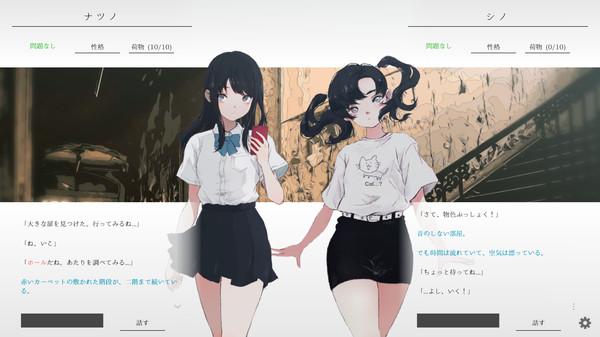 ナツノ
問題なし
性格
荷物 (10/10)
「大きな扉を見つけた。行ってみるね…」
「ね、いこ」
「ホールだね。あたりを調べてみる…」
赤いカーペットの敷かれた階段が、二階まで続いてい
る。
話す
Cat...?
シノ
問題なし
性格
荷物 (0/10)
「さて、物色ぶっしょく！」
音のしない部屋。
でも時間は流れていて、空気は漂っている。
「ちょっと待ってね…」
「…よし、いく！」
話す